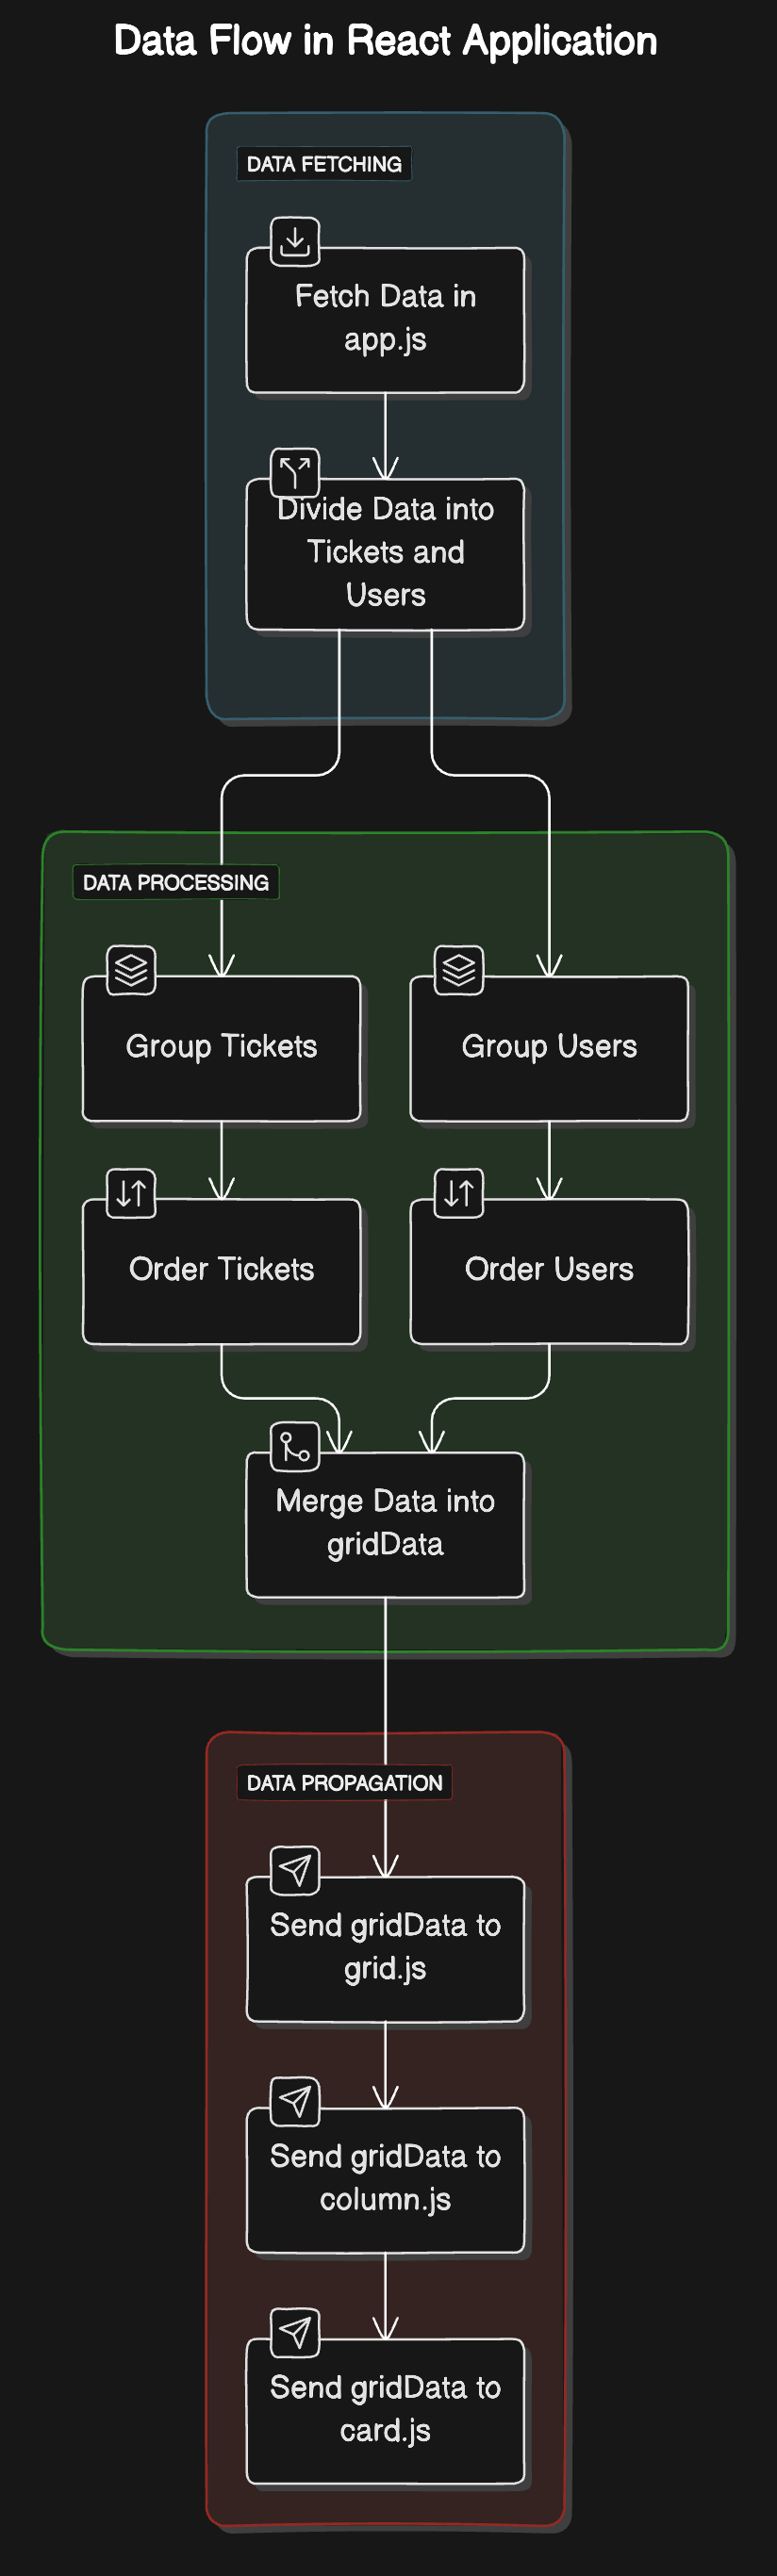 Data Flow in React Application
DATA FETCHING
Fetch Data in
app.js
Divide Data into
Tickets and
Users
DATA PROCESSING
Group Tickets
Group Users
Order Tickets
Order Users
Merge Data into
gridData
DATA PROPAGATION
Send gridData to
grid.js
Send gridData to
column.js
Send gridData to
card.js